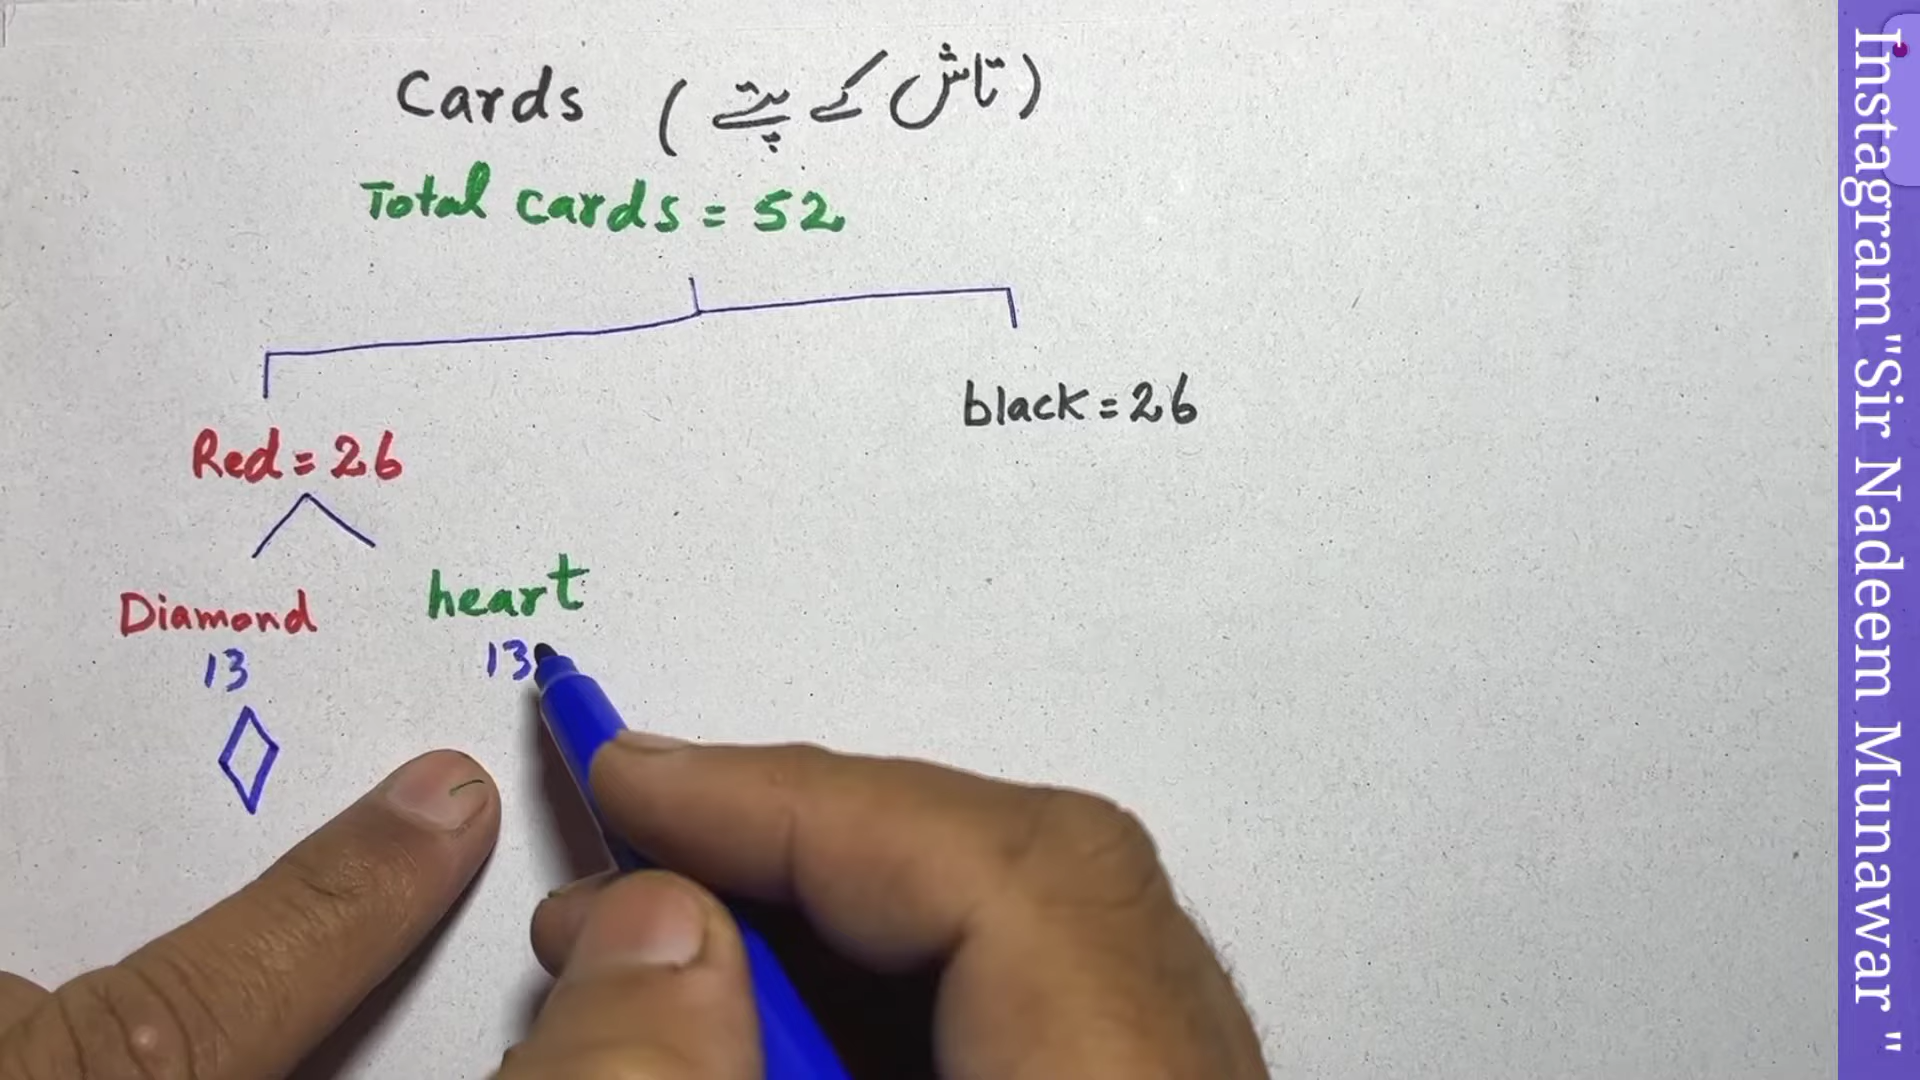 Cards (تاش کے پتے)
Total cards = 52
Red = 26
black = 26
Diamond
heart
13
13
Instagram"Sir Nadeem Munawar "